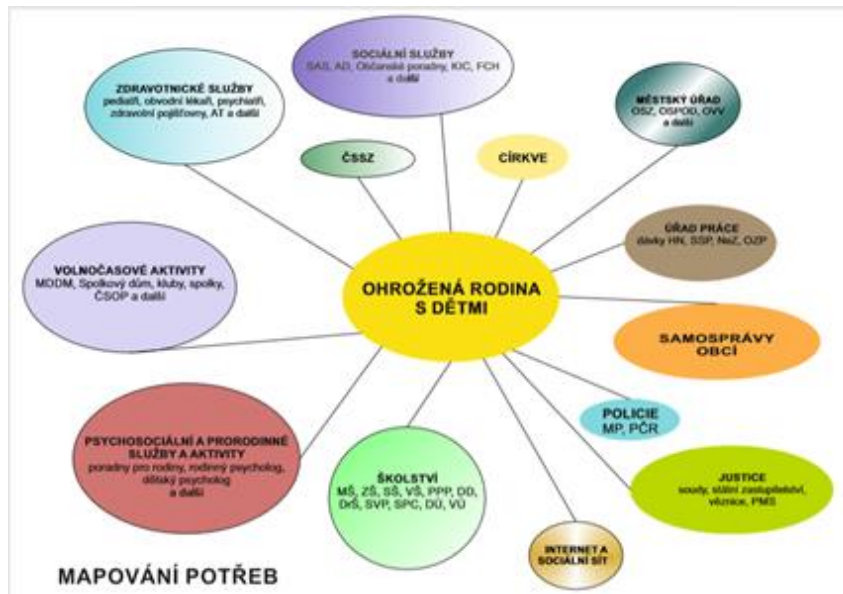 SOCIÁLNÍ SLUŽBY
SAS, AD, Občanské poradny, KIC, FCH
a další
ZDRAVOTNICKÉ SLUŽBY
pediatři, obvodní lékaři, psychiatři,
zdravotní pojišťovny, AT a další
MĚSTSKÝ ÚŘAD
OSZ, OSPOD, OVV
a další
ČSSZ
CÍRKVE
ÚŘAD PRÁCE
dávky HN, SSP, NeZ, OZP
VOLNOČASOVÉ AKTIVITY
MDDM, Spolkový dům, kluby, spolky,
ČSOP a další
OHROŽENÁ RODINA
S DĚTMI
SAMOSPRÁVY
OBCÍ
POLICIE
MP, PČR
PSYCHOSOCIÁLNÍ A PRORODINNÉ
SLUŽBY A AKTIVITY
poradny pro rodiny, rodinný psycholog,
dětský psycholog
a další
ŠKOLSTVÍ
MŠ, ZŠ, SŠ, VŠ, PPP, DD,
DrŠ, SVP, SPC, DÚ, VÚ
JUSTICE
soudy, státní zastupitelství,
věznice, PMS
INTERNET A
SOCIÁLNÍ SÍŤ
MAPOVÁNÍ POTŘEB